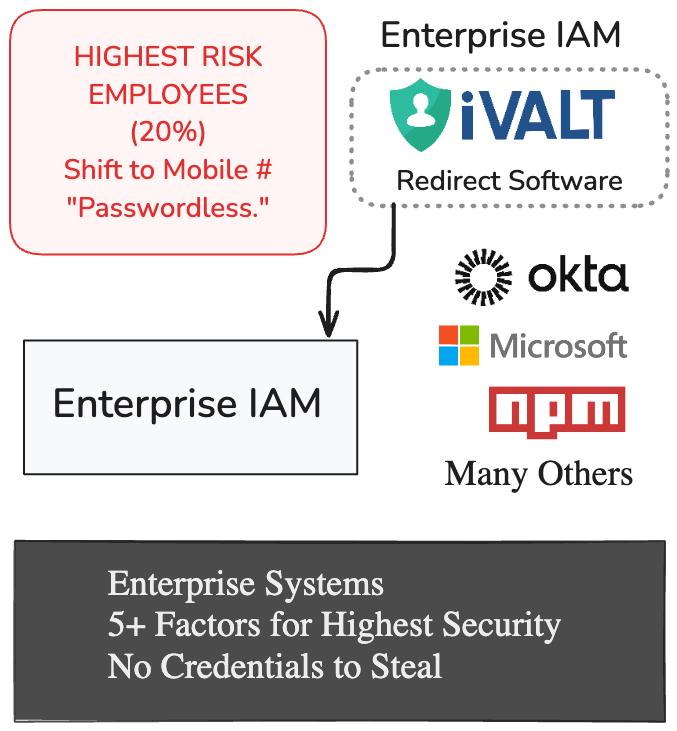 HIGHEST RISK
EMPLOYEES
(20%)
Shift to Mobile #
"Passwordless."
Enterprise IAM
iVALT
Redirect Software
okta
Microsoft
npm
Many Others
Enterprise IAM
Enterprise Systems
5+ Factors for Highest Security
No Credentials to Steal